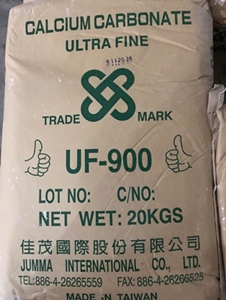 CALCIUM CARBONATE
ULTRA FINE
TRADE MARK
UF-900
LOT NO: C/NO:
NET WET: 20KGS
佳茂國際股份有限公司
JUMMA INTERNATIONAL CO., LTD.
TEL:886-4-26265559 FAX:886-4-26266525
MADE IN TAIWAN